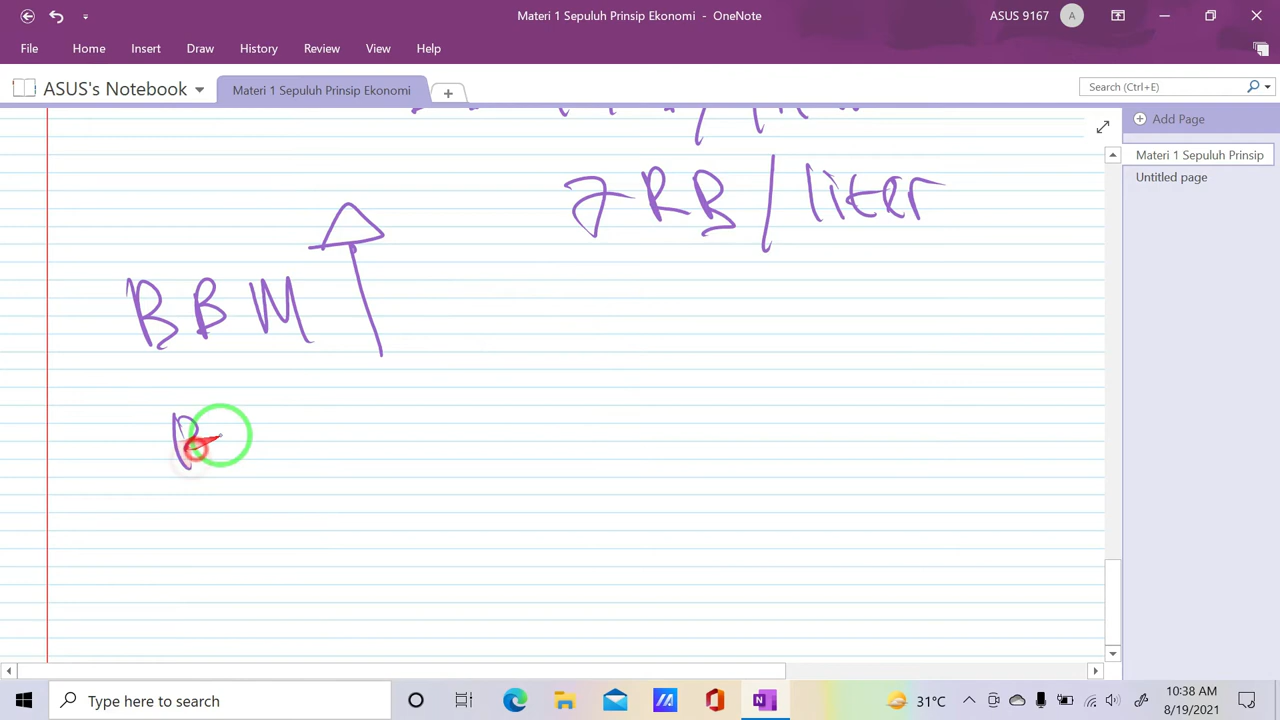 Materi 1 Sepuluh Prinsip Ekonomi - OneNote
ASUS 9167
A
File Home Insert Draw History Review View Help
ASUS's Notebook
Materi 1 Sepuluh Prinsip Ekonomi
Search (Ctrl+E)
Add Page
Materi 1 Sepuluh Prinsip
Untitled page
7 RB / liter
BBM
Type here to search
31°C
10:38 AM
8/19/2021